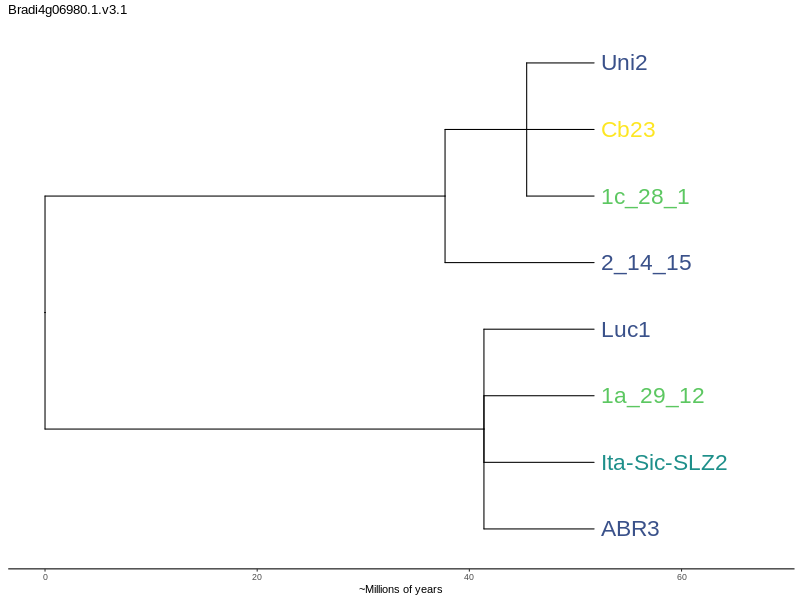 Bradi4g06980.1.v3.1
Uni2
Cb23
1c_28_1
2_14_15
Luc1
1a_29_12
Ita-Sic-SLZ2
ABR3
0 20 40 60
~Millions of years